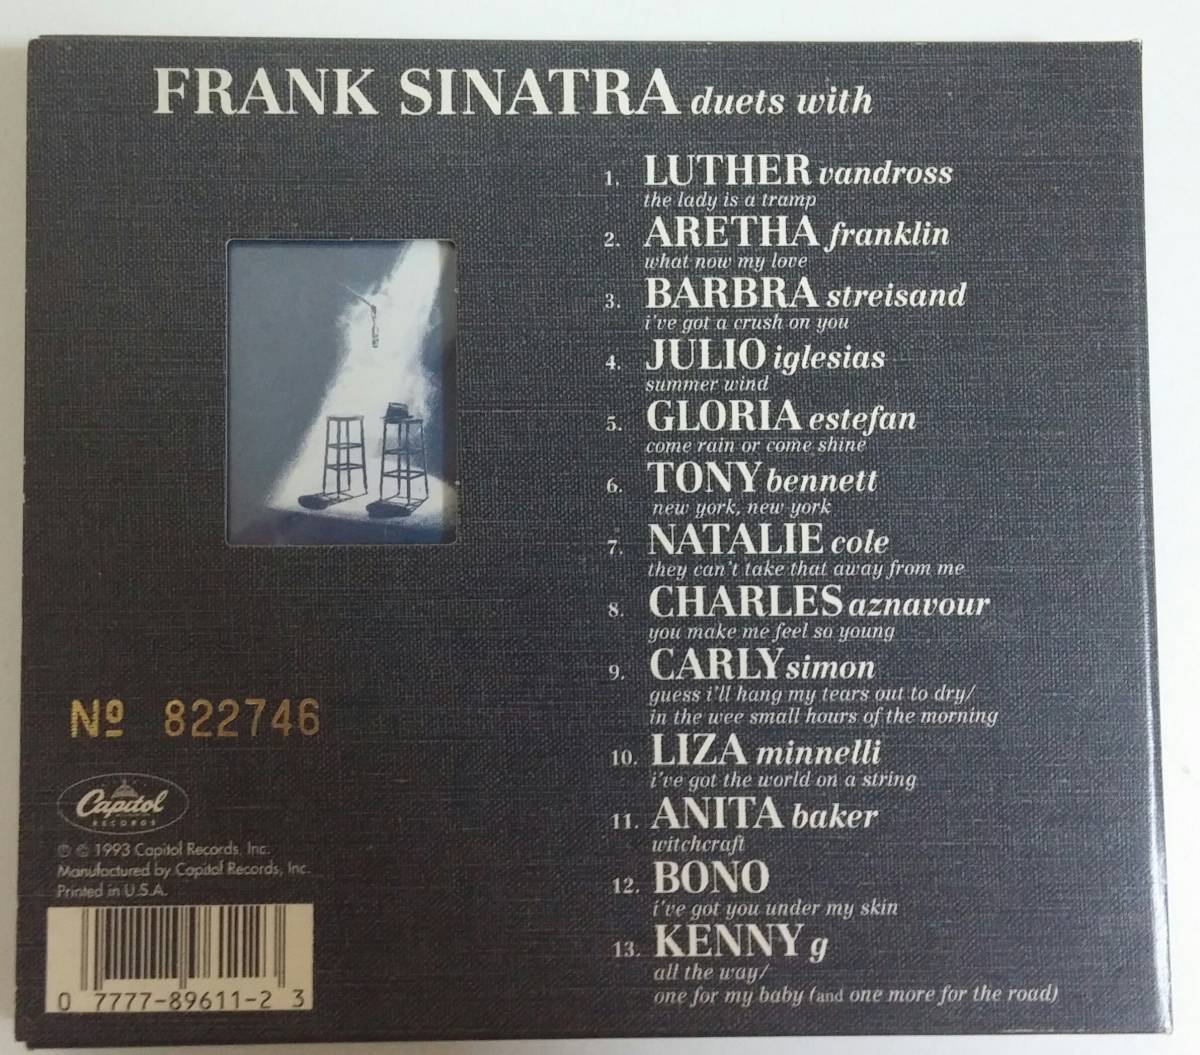 FRANK SINATRA duets with
1. LUTHER vandross
the lady is a tramp
2. ARETHA franklin
what now my love
3. BARBRA streisand
i've got a crush on you
4. JULIO iglesias
summer wind
5. GLORIA estefan
come rain or come shine
6. TONY bennett
new york, new york
7. NATALIE cole
they can't take that away from me
8. CHARLES aznavour
you make me feel so young
9. CARLY simon
guess i'll hang my tears out to dry/
in the wee small hours of the morning
10. LIZA minnelli
i've got the world on a string
11. ANITA baker
witchcraft
12. BONO
i've got you under my skin
13. KENNY g
all the way/
one for my baby (and one more for the road)
Nº 822746
Capitol
RECORDS
℗ © 1993 Capitol Records, Inc.
Manufactured by Capitol Records, Inc.
Printed in U.S.A.
0 7777-89611-2 3